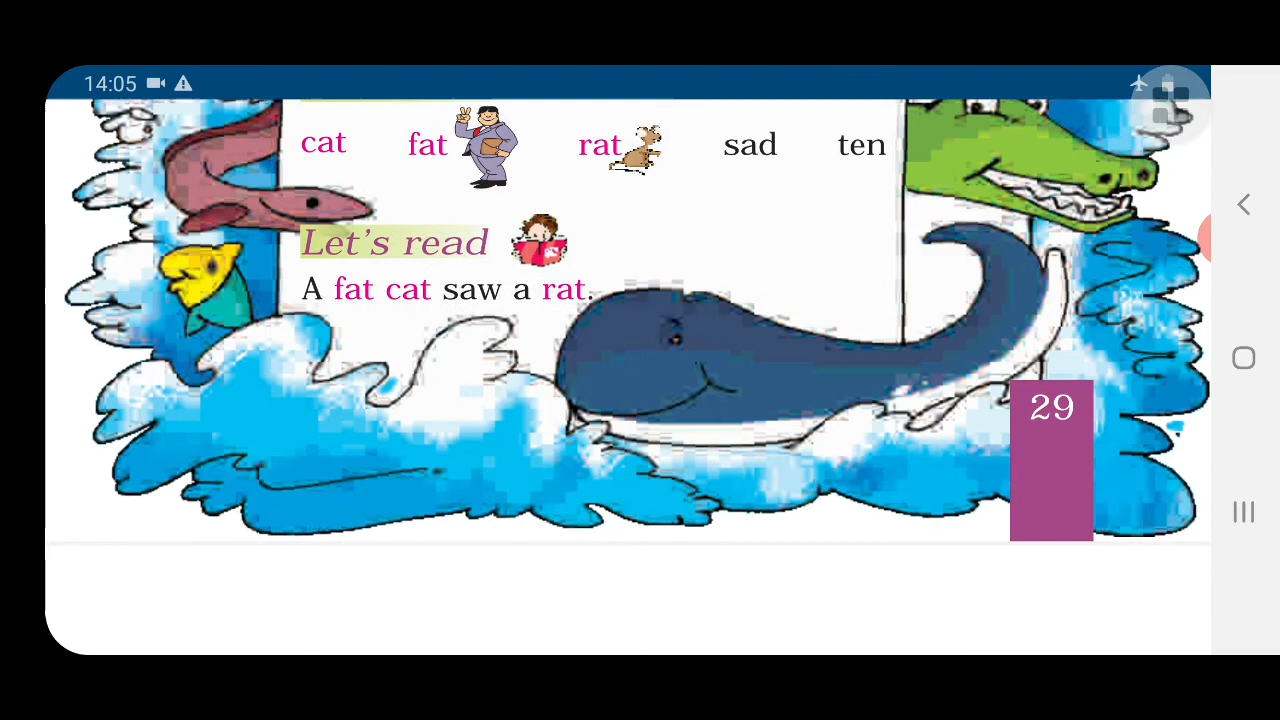 14:05
cat fat rat sad ten
Let's read
A fat cat saw a rat.
29